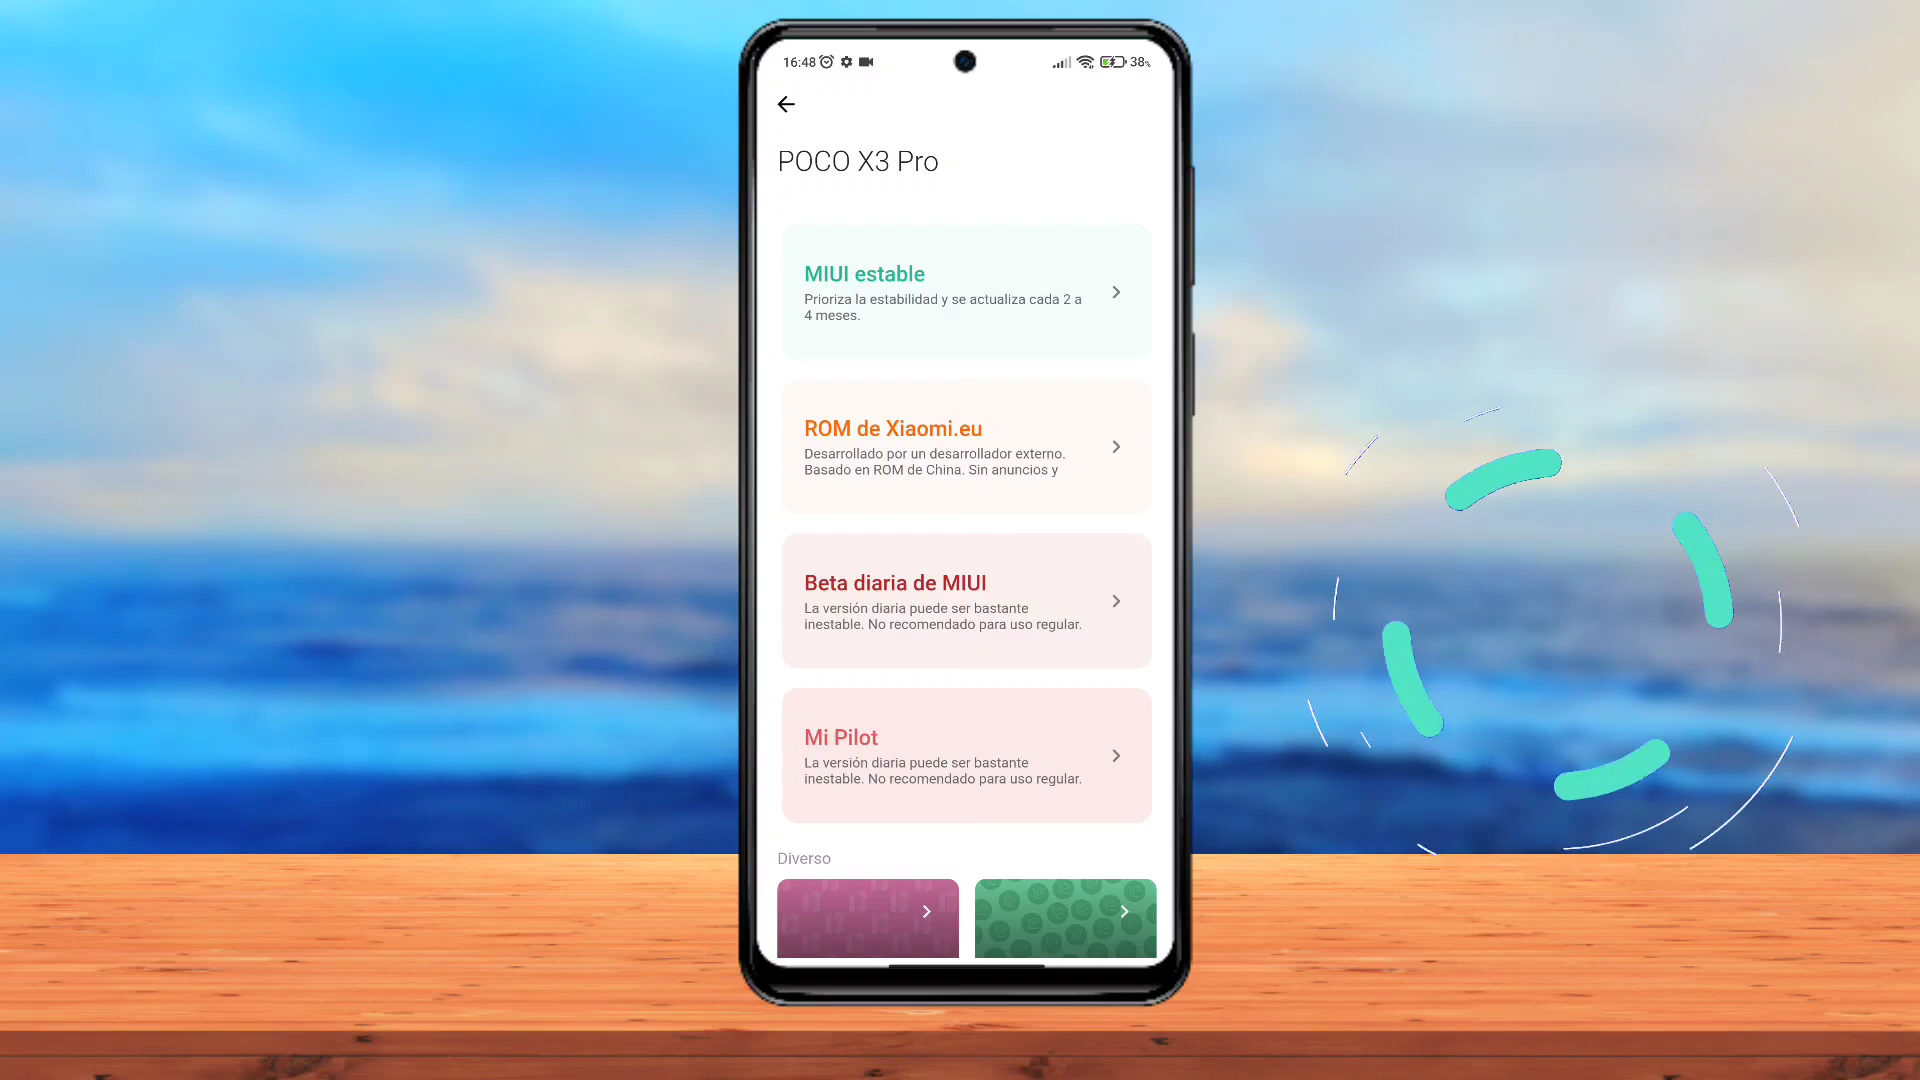 16:48
38%
POCO X3 Pro
MIUI estable
Prioriza la estabilidad y se actualiza cada 2 a
4 meses.
ROM de Xiaomi.eu
Desarrollado por un desarrollador externo.
Basado en ROM de China. Sin anuncios y
Beta diaria de MIUI
La versión diaria puede ser bastante
inestable. No recomendado para uso regular.
Mi Pilot
La versión diaria puede ser bastante
inestable. No recomendado para uso regular.
Diverso